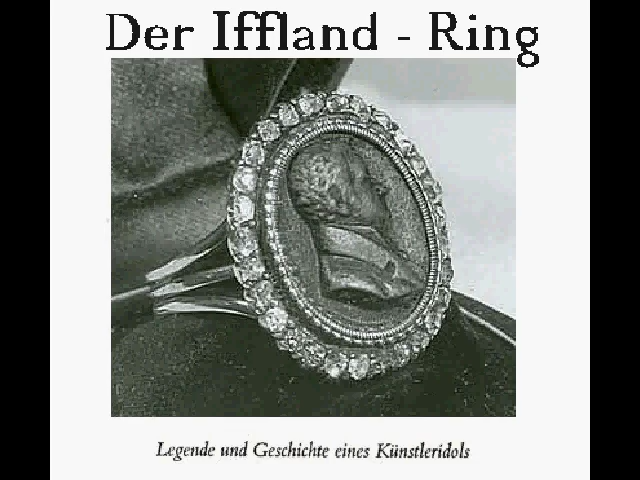 Der Iffland - Ring
Legende und Geschichte eines Künstleridols